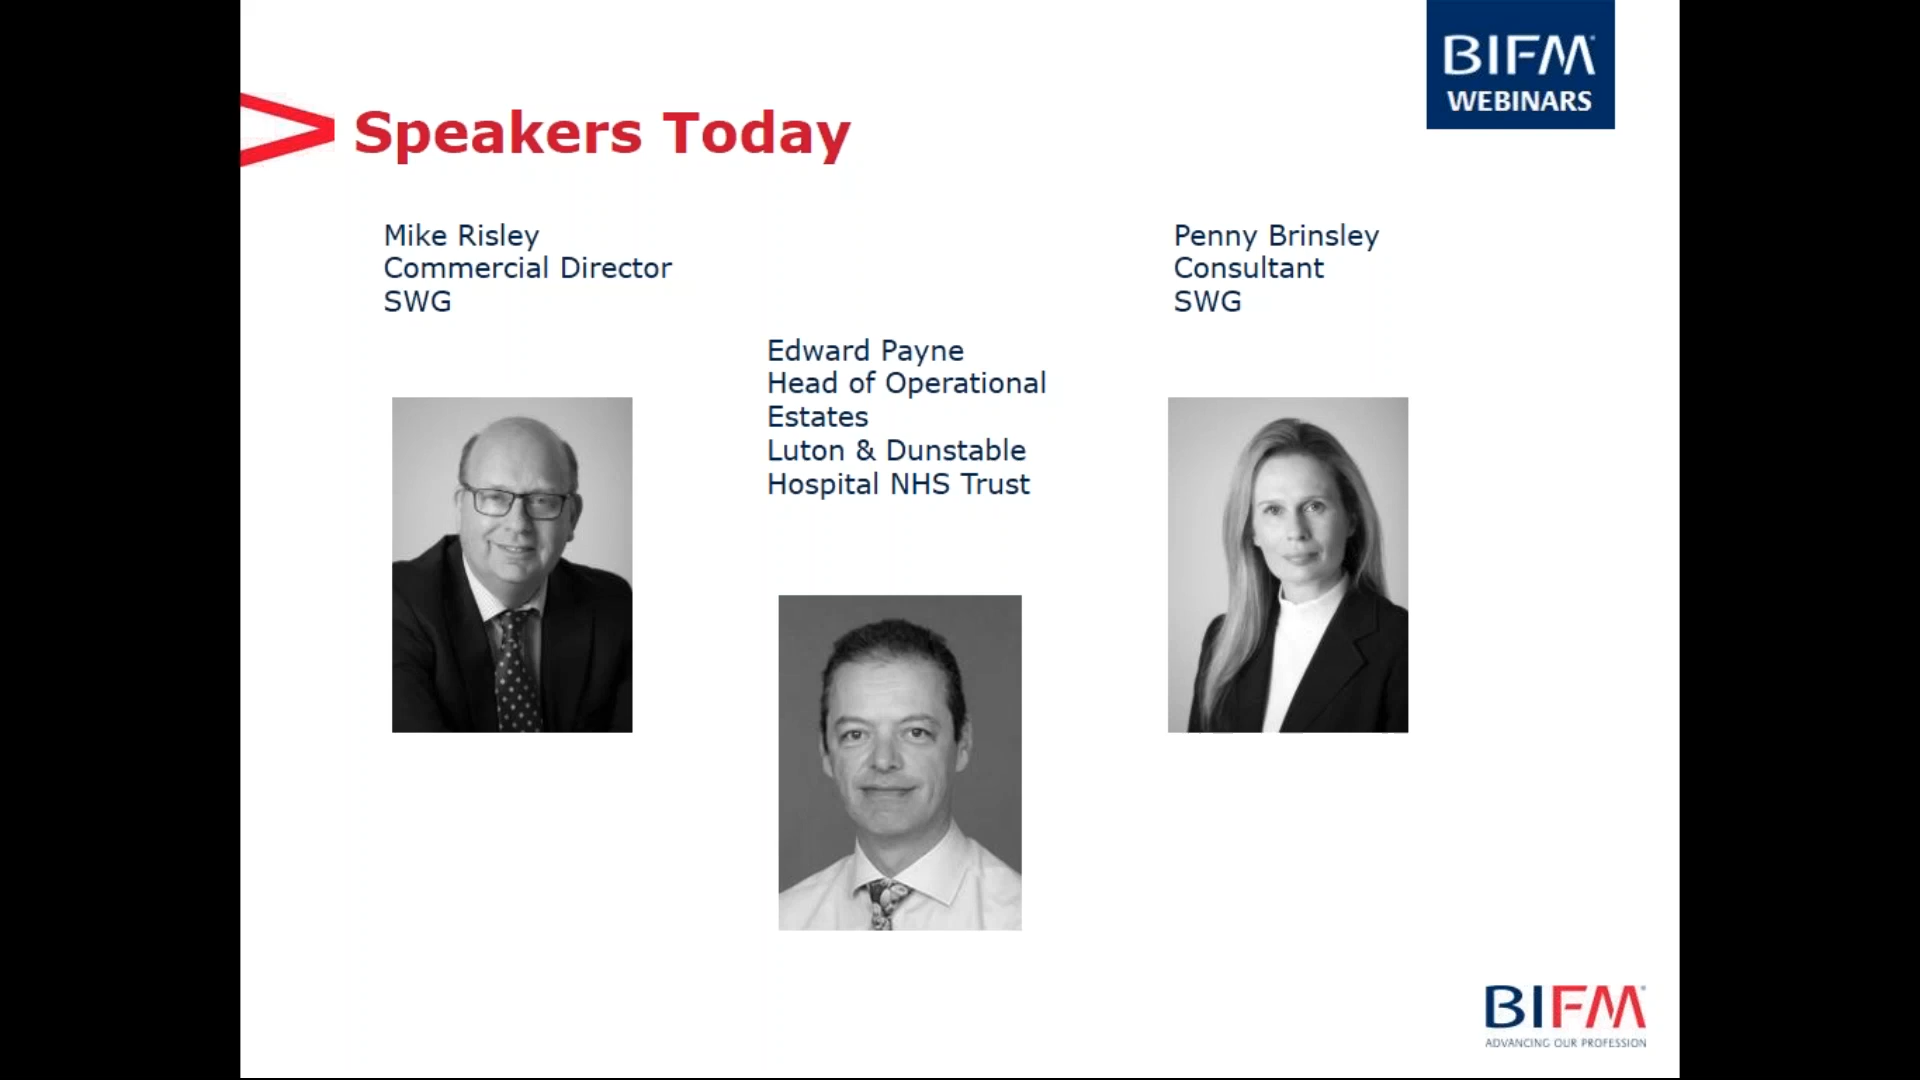 BIFM
WEBINARS
Speakers Today
Mike Risley
Commercial Director
SWG
Edward Payne
Head of Operational
Estates
Luton & Dunstable
Hospital NHS Trust
Penny Brinsley
Consultant
SWG
BIFM
ADVANCING OUR PROFESSION